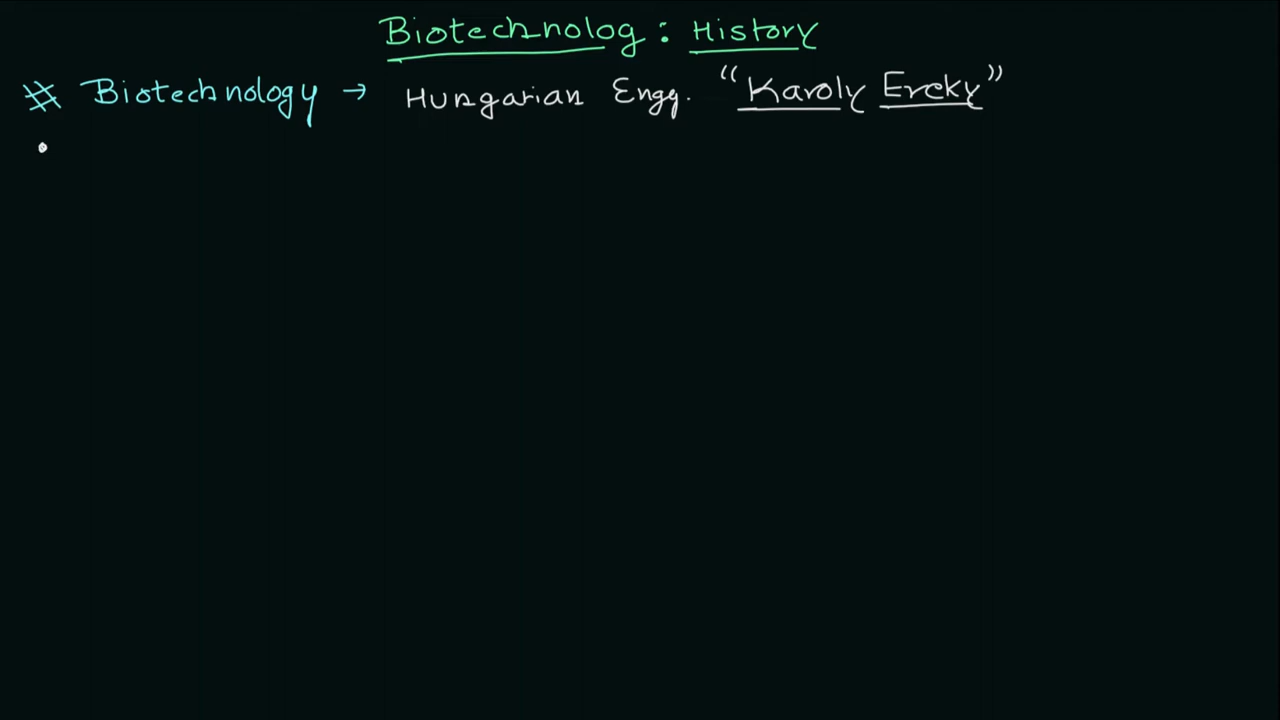 Biotechnolog : History
# Biotechnology → Hungarian Engg. “Karoly Ereky”